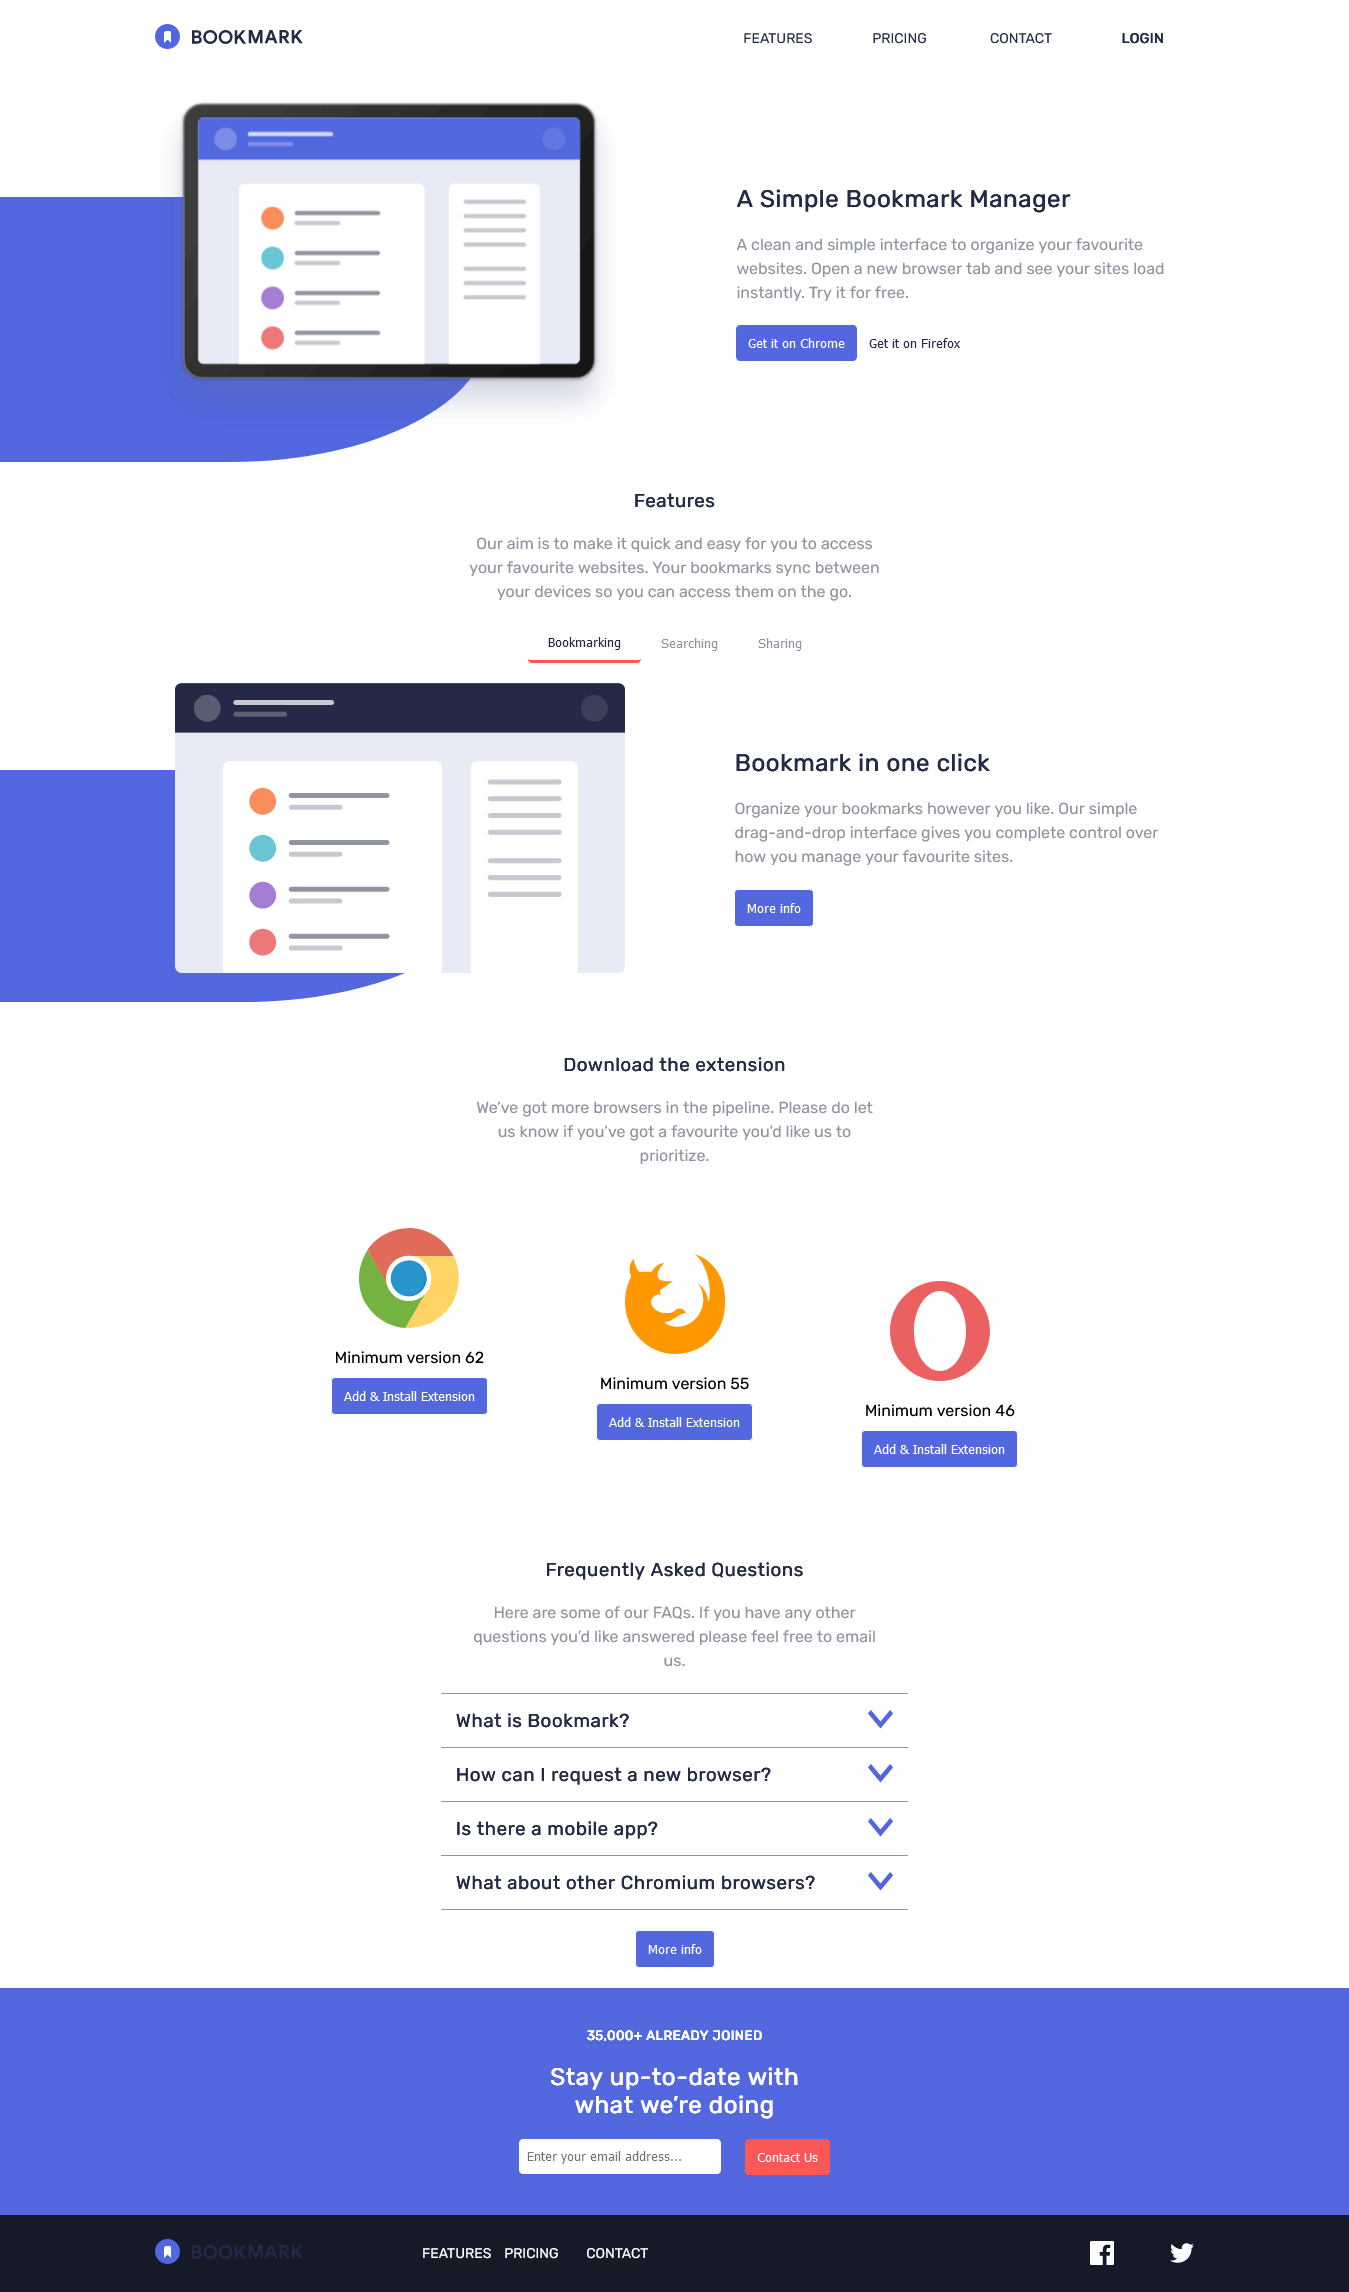 BOOKMARK FEATURES PRICING CONTACT LOGIN
A Simple Bookmark Manager
A clean and simple interface to organize your favourite
websites. Open a new browser tab and see your sites load
instantly. Try it for free.
Get it on Chrome Get it on Firefox
Features
Our aim is to make it quick and easy for you to access
your favourite websites. Your bookmarks sync between
your devices so you can access them on the go.
Bookmarking Searching Sharing
Bookmark in one click
Organize your bookmarks however you like. Our simple
drag-and-drop interface gives you complete control over
how you manage your favourite sites.
More info
Download the extension
We’ve got more browsers in the pipeline. Please do let
us know if you’ve got a favourite you’d like us to
prioritize.
Minimum version 62
Add & Install Extension
Minimum version 55
Add & Install Extension
Minimum version 46
Add & Install Extension
Frequently Asked Questions
Here are some of our FAQs. If you have any other
questions you’d like answered please feel free to email
us.
What is Bookmark?
How can I request a new browser?
Is there a mobile app?
What about other Chromium browsers?
More info
35,000+ ALREADY JOINED
Stay up-to-date with
what we’re doing
Enter your email address... Contact Us
BOOKMARK FEATURES PRICING CONTACT